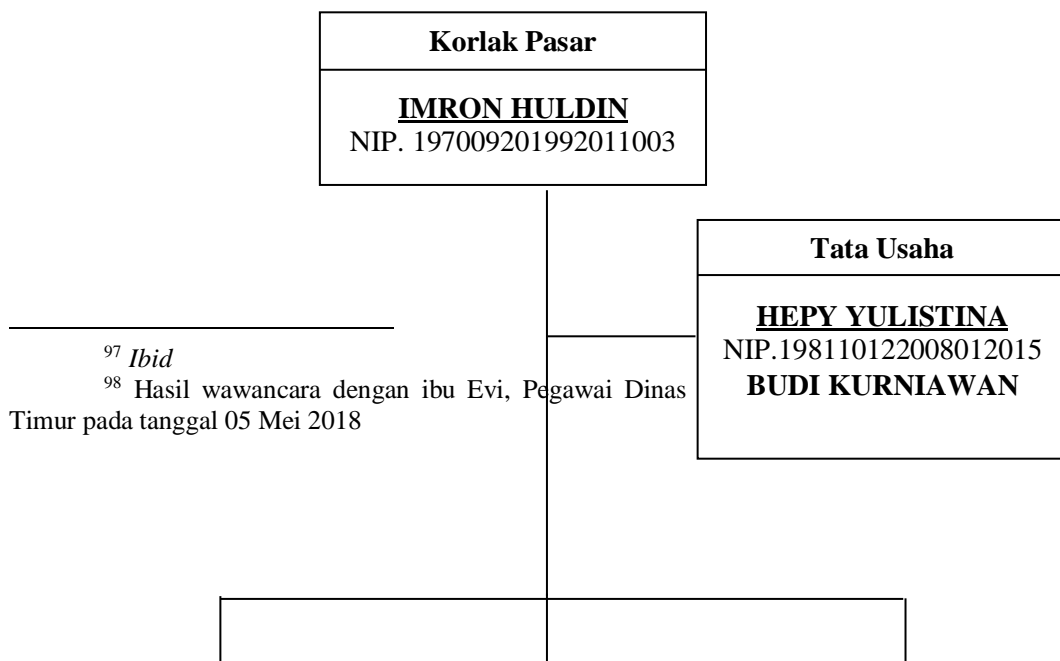 Korlak Pasar
IMRON HULDIN
NIP. 197009201992011003
Tata Usaha
HEPY YULISTINA
NIP.198110122008012015
BUDI KURNIAWAN
97 Ibid
98 Hasil wawancara dengan ibu Evi, Pegawai Dinas
Timur pada tanggal 05 Mei 2018